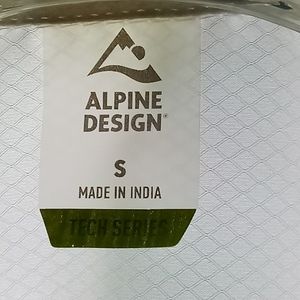 ALPINE
DESIGN®
S
MADE IN INDIA
TECH SERIES